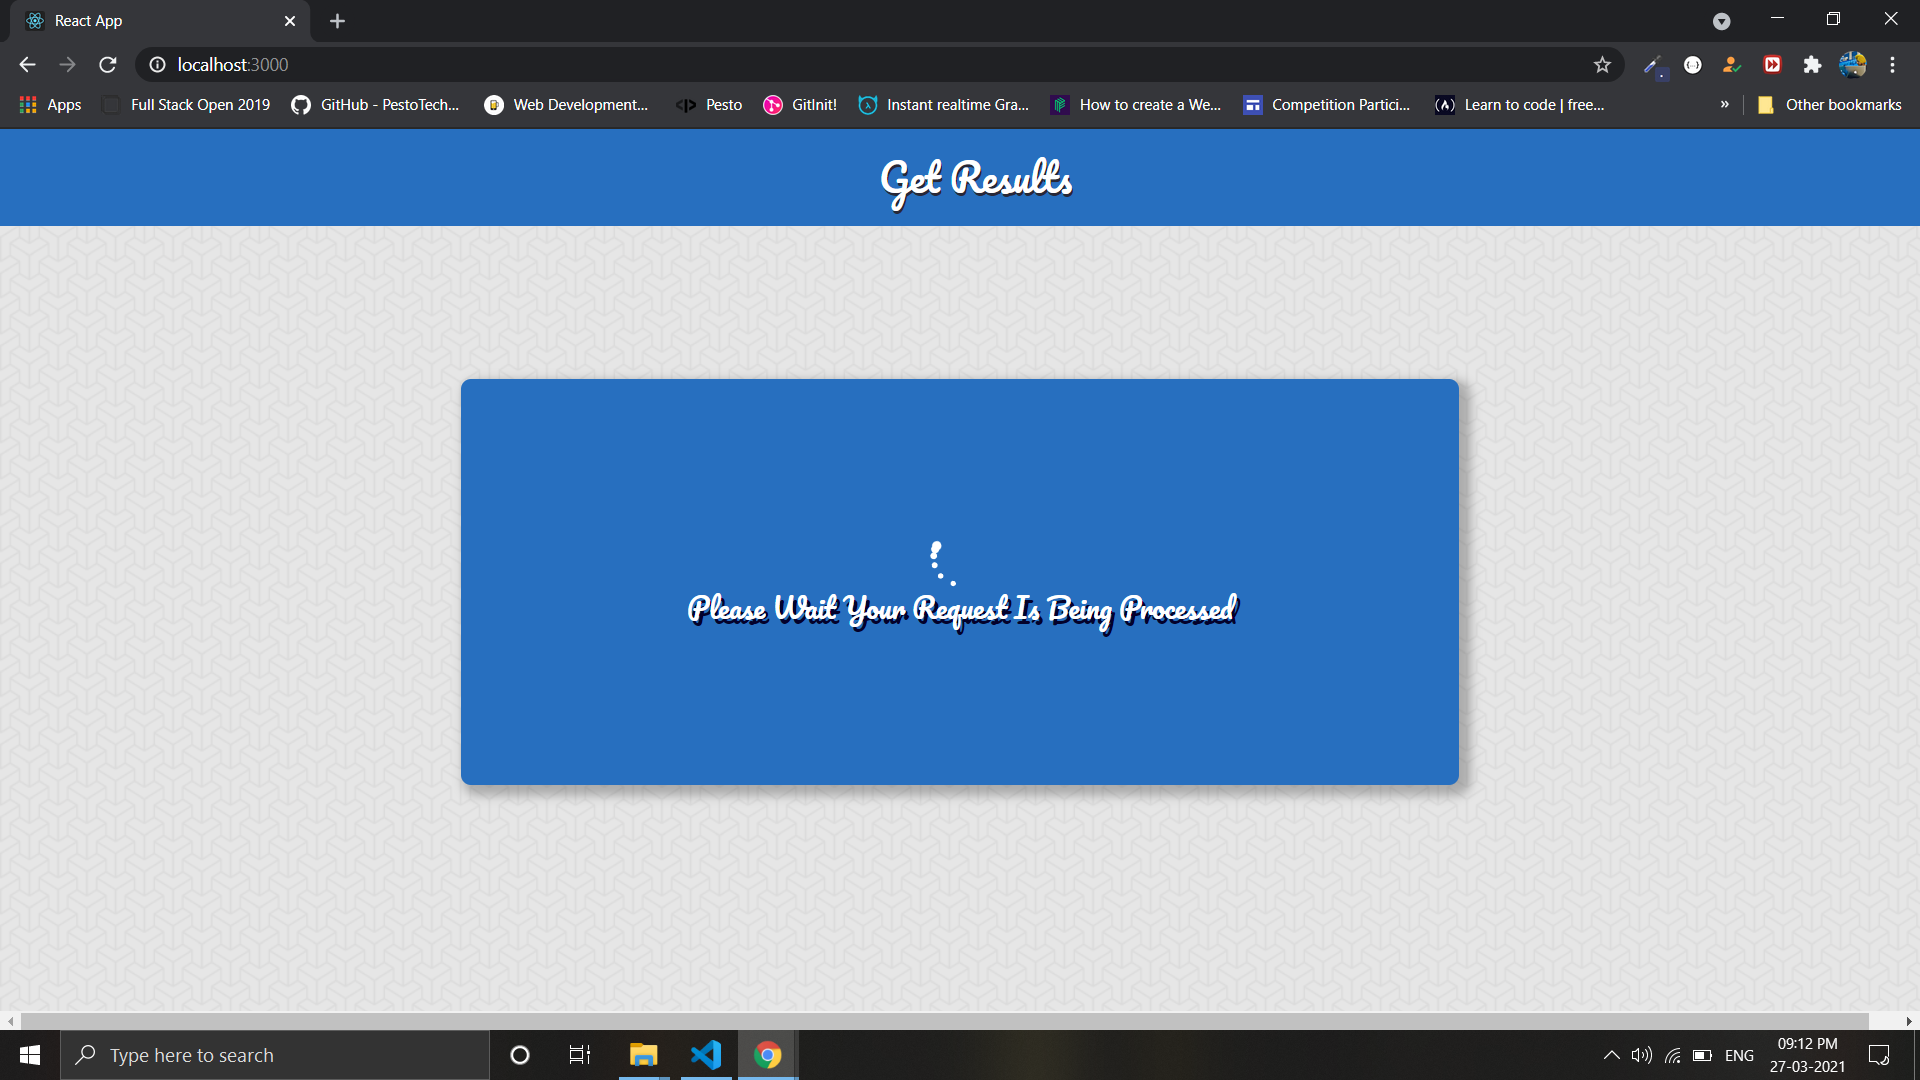 React App
localhost:3000
Apps
Full Stack Open 2019
GitHub - PestoTech...
Web Development...
Pesto
GitInit!
Instant realtime Gra...
How to create a We...
Competition Partici...
Learn to code | free...
»
Other bookmarks
Get Results
Please Wait Your Request Is Being Processed
Type here to search
ENG
09:12 PM
27-03-2021